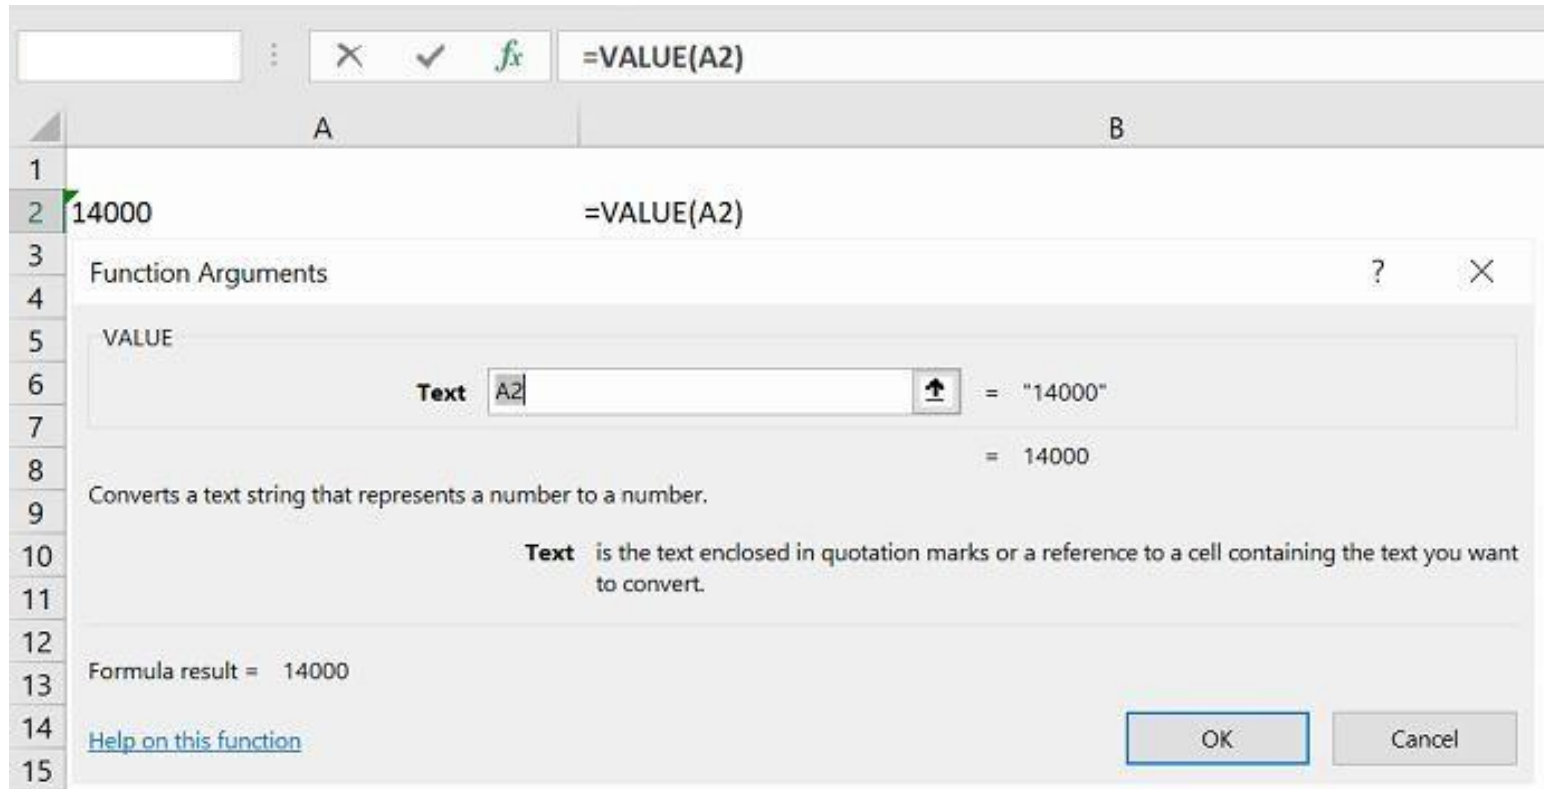 fx =VALUE(A2)
A B
1
2 14000 =VALUE(A2)
3
Function Arguments ?
4
5 VALUE
6 Text A2 = "14000"
7
8 = 14000
9 Converts a text string that represents a number to a number.
10 Text is the text enclosed in quotation marks or a reference to a cell containing the text you want
11 to convert.
12
13 Formula result = 14000
14 Help on this function OK Cancel
15